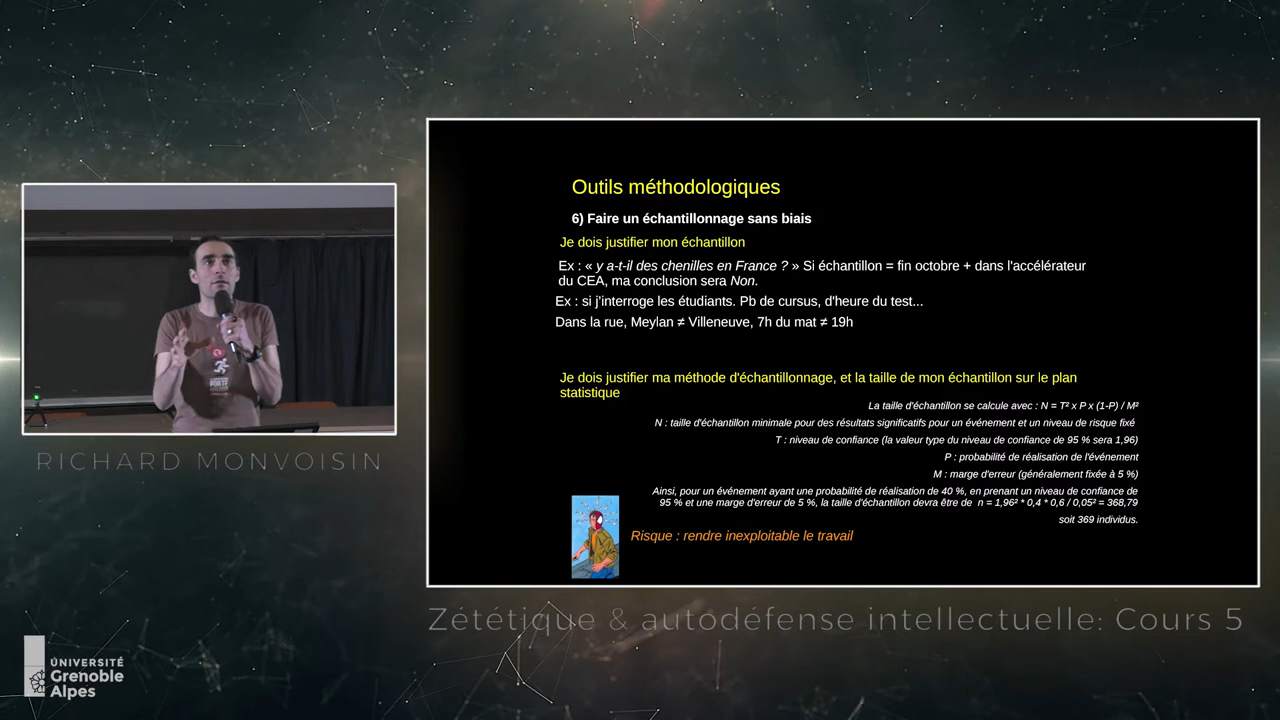 Outils méthodologiques
6) Faire un échantillonnage sans biais
Je dois justifier mon échantillon
Ex : « y a-t-il des chenilles en France ? » Si échantillon = fin octobre + dans l'accélérateur
du CEA, ma conclusion sera Non.
Ex : si j'interroge les étudiants. Pb de cursus, d'heure du test...
Dans la rue, Meylan ≠ Villeneuve, 7h du mat ≠ 19h
Je dois justifier ma méthode d'échantillonnage, et la taille de mon échantillon sur le plan
statistique
La taille d'échantillon se calcule avec : N = T² x P x (1-P) / M²
N : taille d'échantillon minimale pour des résultats significatifs pour un événement et un niveau de risque fixé
T : niveau de confiance (la valeur type du niveau de confiance de 95 % sera 1,96)
P : probabilité de réalisation de l'événement
M : marge d'erreur (généralement fixée à 5 %)
Ainsi, pour un événement ayant une probabilité de réalisation de 40 %, en prenant un niveau de confiance de
95 % et une marge d'erreur de 5 %, la taille d'échantillon devra être de n = 1,96² * 0,4 * 0,6 / 0,05² = 368,79
soit 369 individus.
Risque : rendre inexploitable le travail
RICHARD MONVOISIN
Zététique & autodéfense intellectuelle: Cours 5
UNIVERSITÉ
Grenoble
Alpes